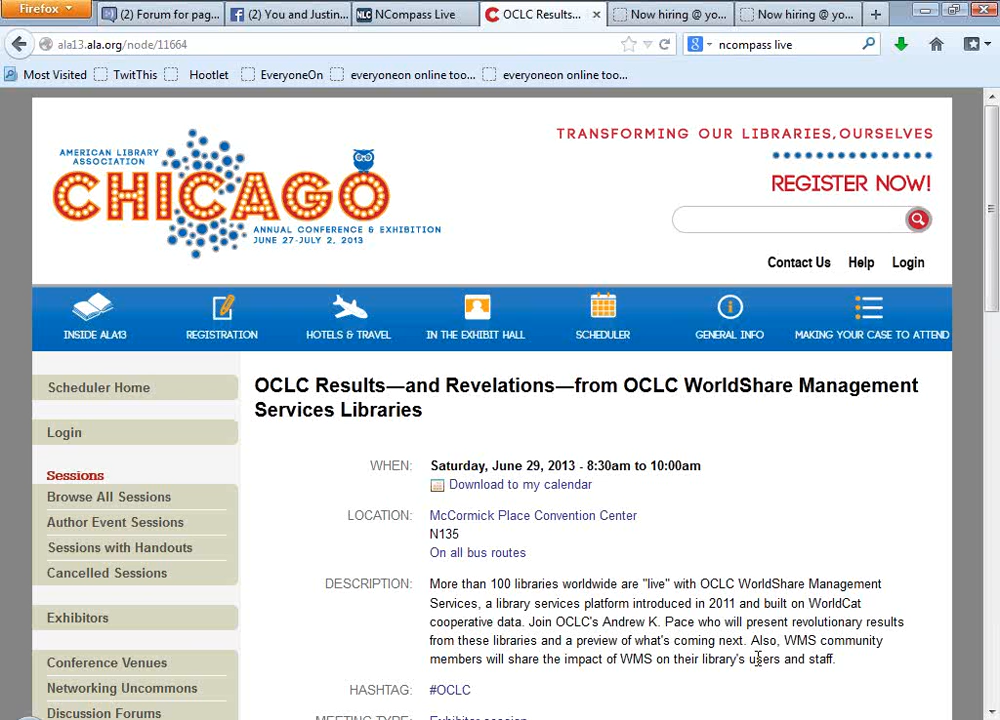 Firefox
(2) Forum for pag...
(2) You and Justin...
NLC NCompass Live
OCLC Results...
Now hiring @ yo...
Now hiring @ yo...
ala13.ala.org/node/11664
ncompass live
Most Visited
TwitThis
Hootlet
EveryoneOn
everyoneon online too...
everyoneon online too...
TRANSFORMING OUR LIBRARIES,OURSELVES
AMERICAN LIBRARY
ASSOCIATION
CHICAGO
ANNUAL CONFERENCE & EXHIBITION
JUNE 27-JULY 2, 2013
REGISTER NOW!
Contact Us Help Login
INSIDE ALA13
REGISTRATION
HOTELS & TRAVEL
IN THE EXHIBIT HALL
SCHEDULER
GENERAL INFO
MAKING YOUR CASE TO ATTEND
Scheduler Home
Login
Sessions
Browse All Sessions
Author Event Sessions
Sessions with Handouts
Cancelled Sessions
Exhibitors
Conference Venues
Networking Uncommons
Discussion Forums
OCLC Results—and Revelations—from OCLC WorldShare Management
Services Libraries
WHEN: Saturday, June 29, 2013 - 8:30am to 10:00am
Download to my calendar
LOCATION: McCormick Place Convention Center
N135
On all bus routes
DESCRIPTION: More than 100 libraries worldwide are "live" with OCLC WorldShare Management
Services, a library services platform introduced in 2011 and built on WorldCat
cooperative data. Join OCLC's Andrew K. Pace who will present revolutionary results
from these libraries and a preview of what's coming next. Also, WMS community
members will share the impact of WMS on their library's users and staff.
HASHTAG: #OCLC
MEETING TYPE: Exhibitor session